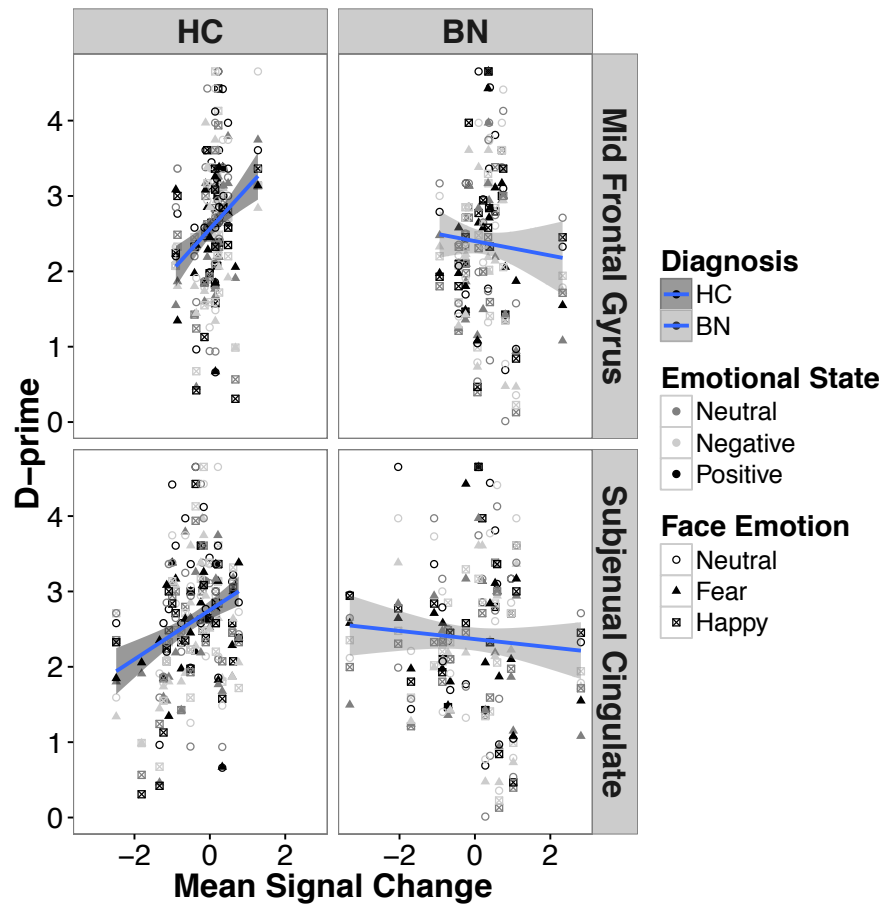 HC
BN
4
3
2
1
0
Mid Frontal Gyrus
4
3
2
1
0
Subjenual Cingulate
D−prime
−2
0
2
−2
0
2
Mean Signal Change
Diagnosis
HC
BN
Emotional State
Neutral
Negative
Positive
Face Emotion
Neutral
Fear
Happy